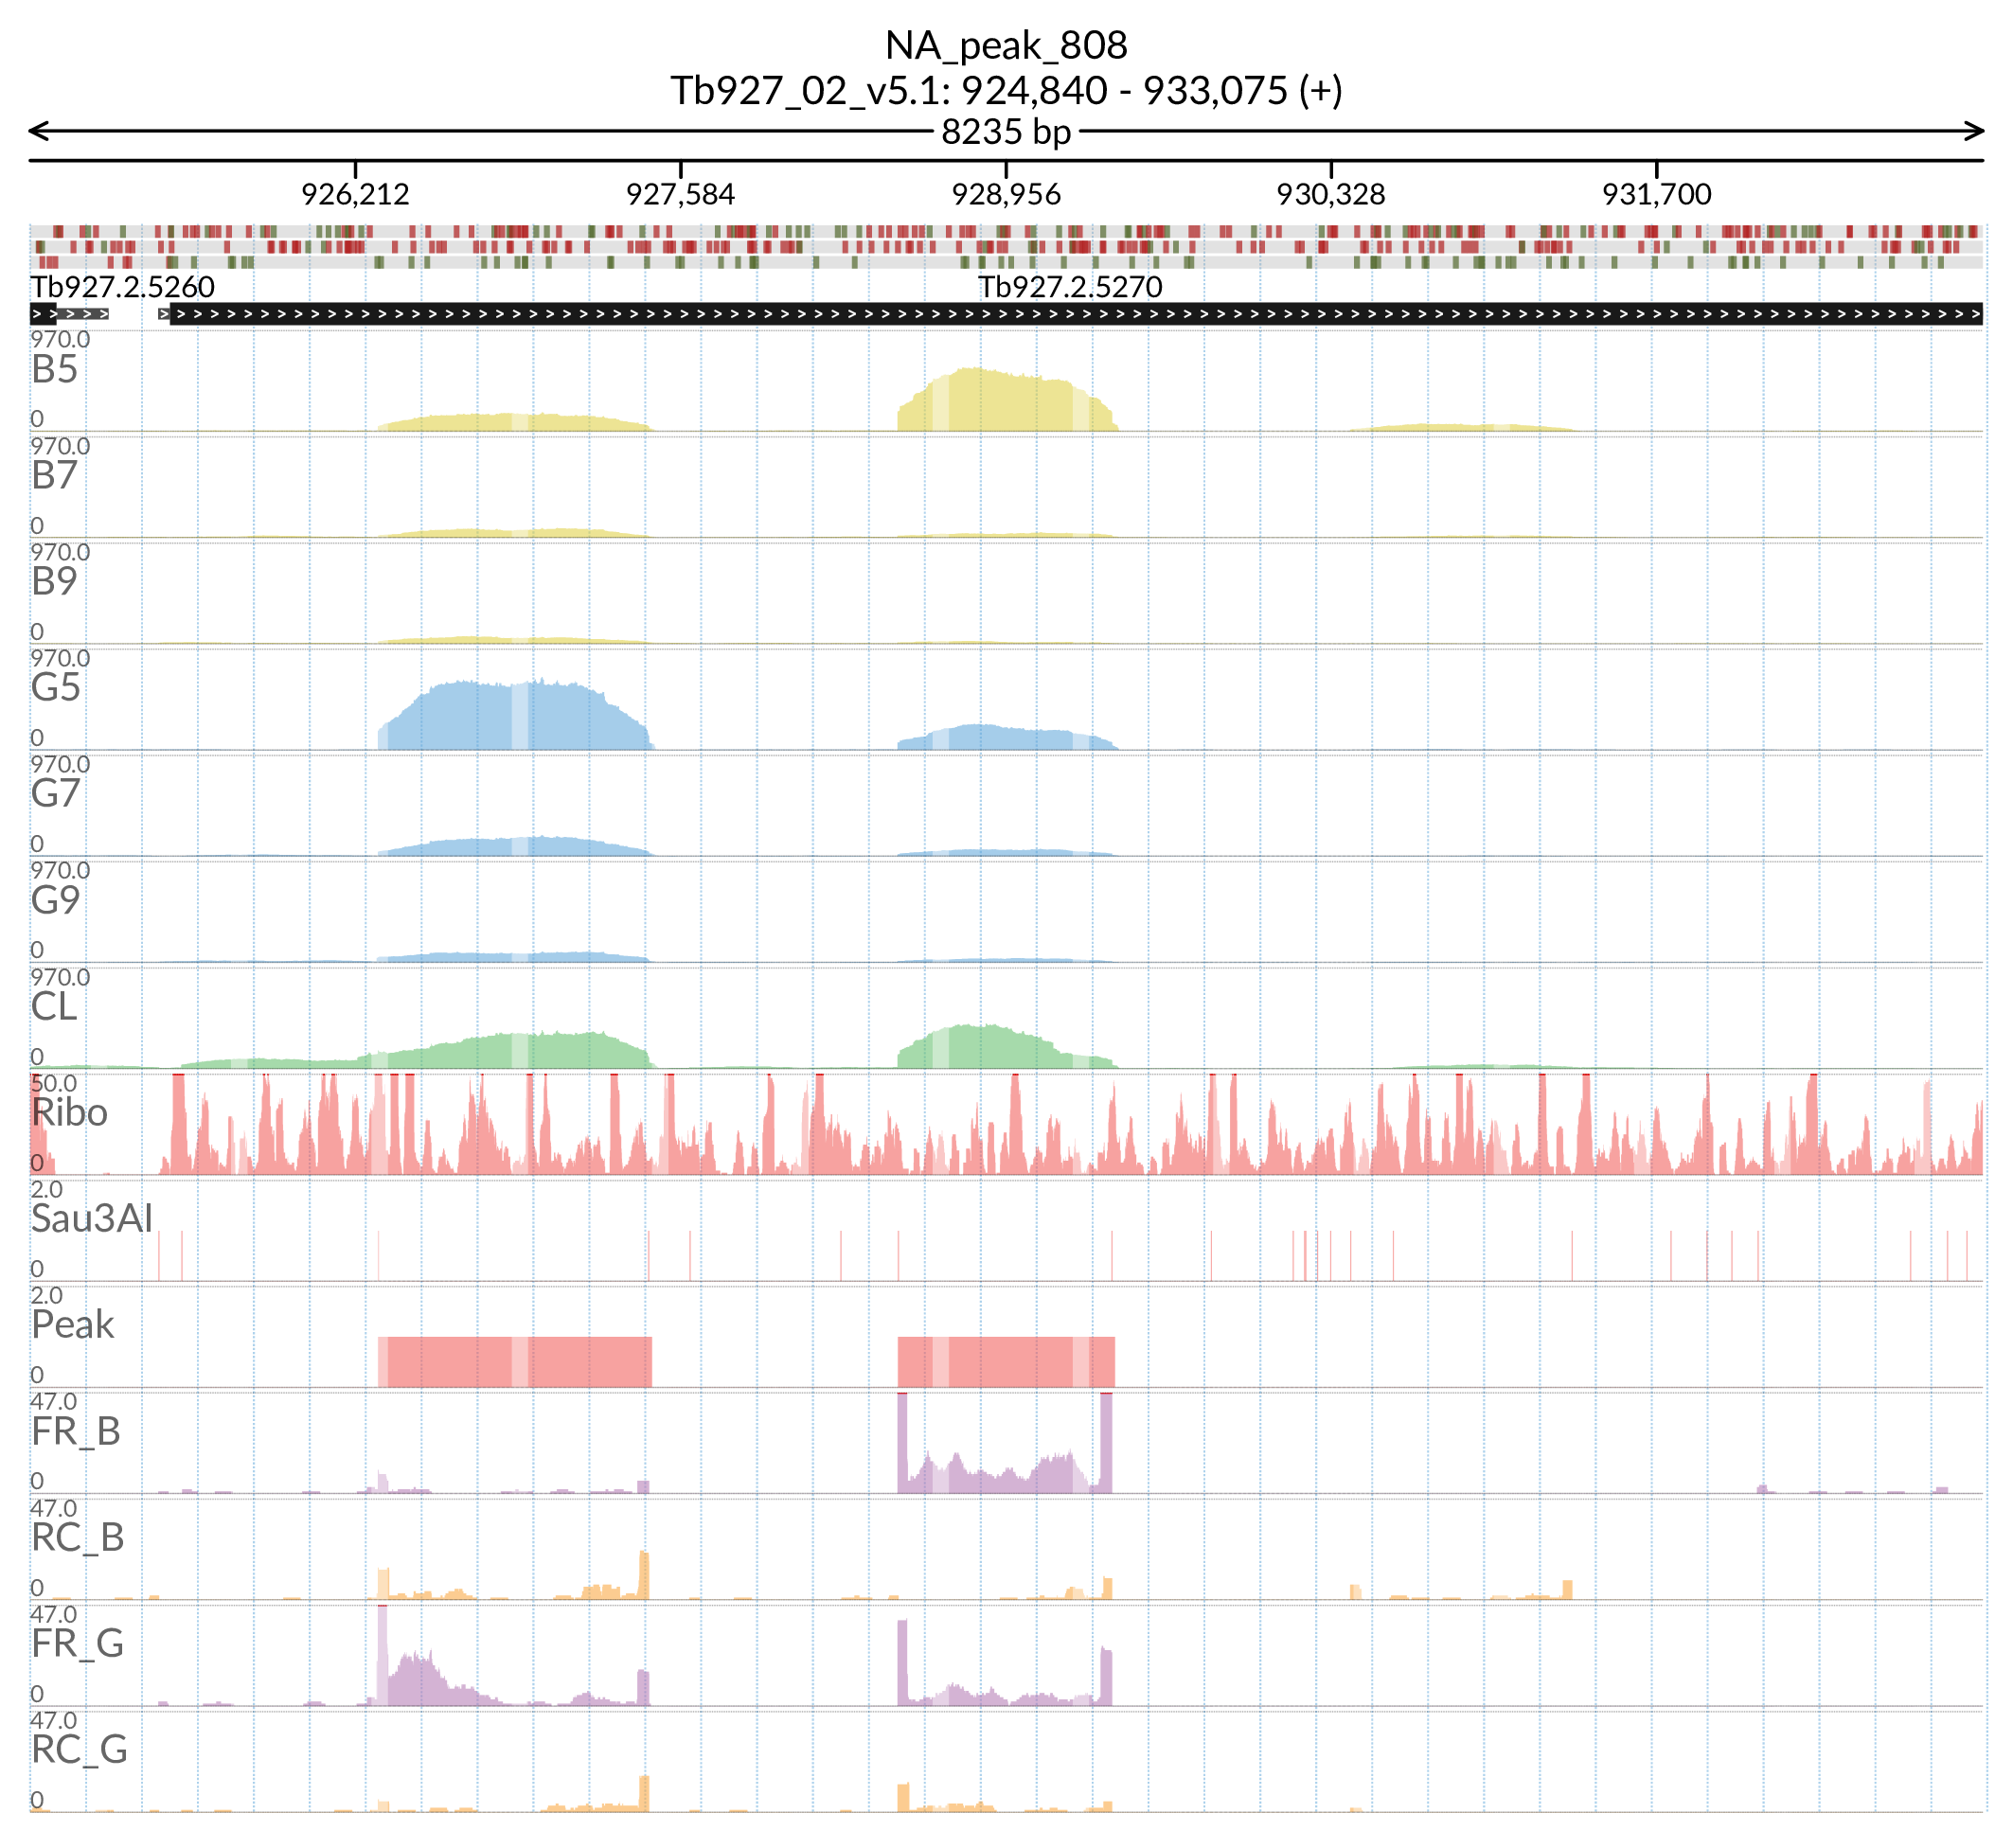 NA_peak_808
Tb927_02_v5.1: 924,840 - 933,075 (+)
8235 bp
926,212 927,584 928,956 930,328 931,700
Tb927.2.5260 Tb927.2.5270
970.0
B5
0
970.0
B7
0
970.0
B9
0
970.0
G5
0
970.0
G7
0
970.0
G9
0
970.0
CL
0
50.0
Ribo
0
2.0
Sau3AI
0
2.0
Peak
0
47.0
FR_B
0
47.0
RC_B
0
47.0
FR_G
0
47.0
RC_G
0